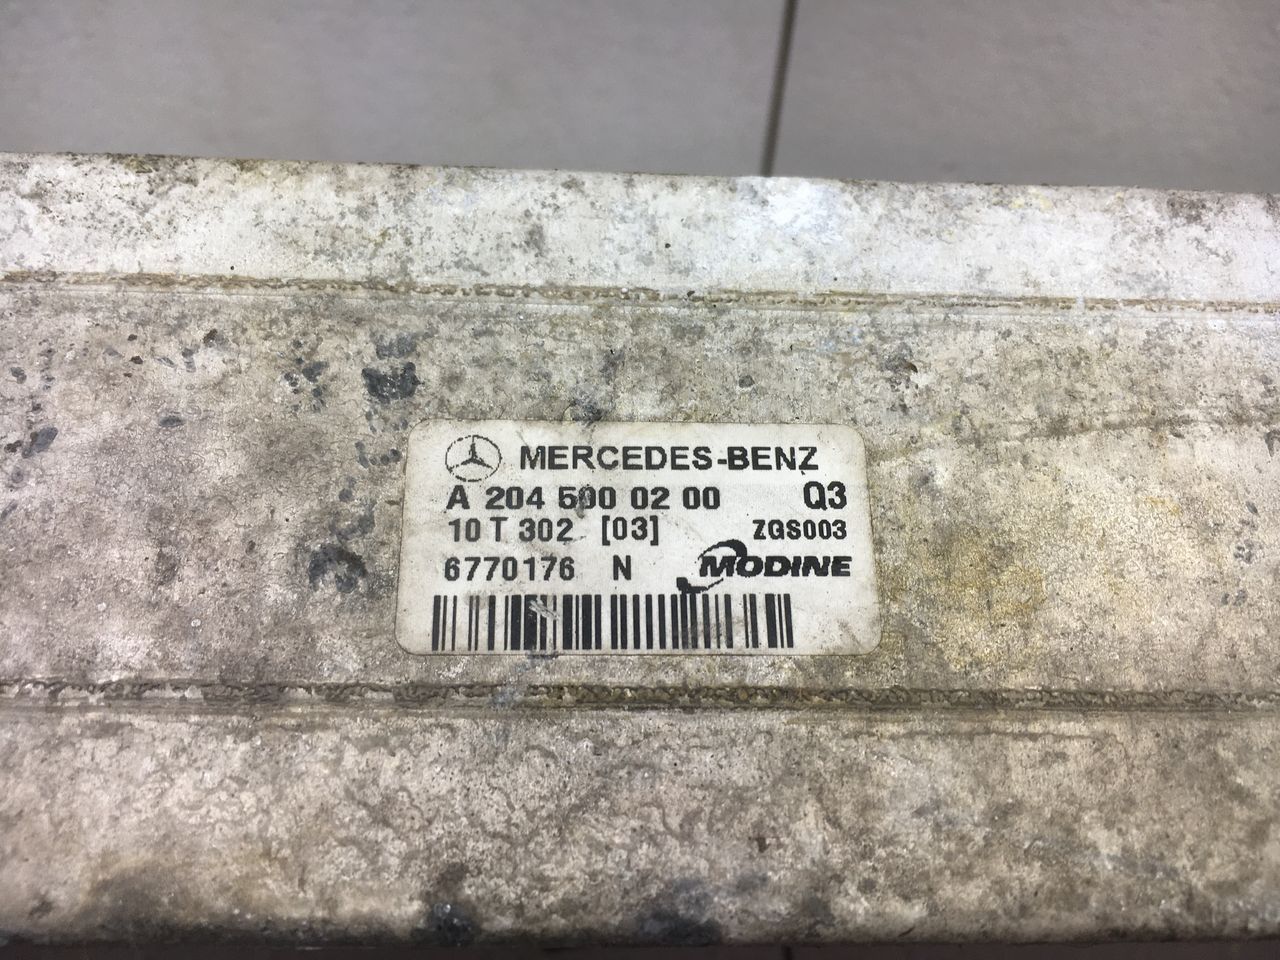 MERCEDES-BENZ
A 204 500 02 00 Q3
10 T 302 [03] ZGS003
6770176 N MODINE